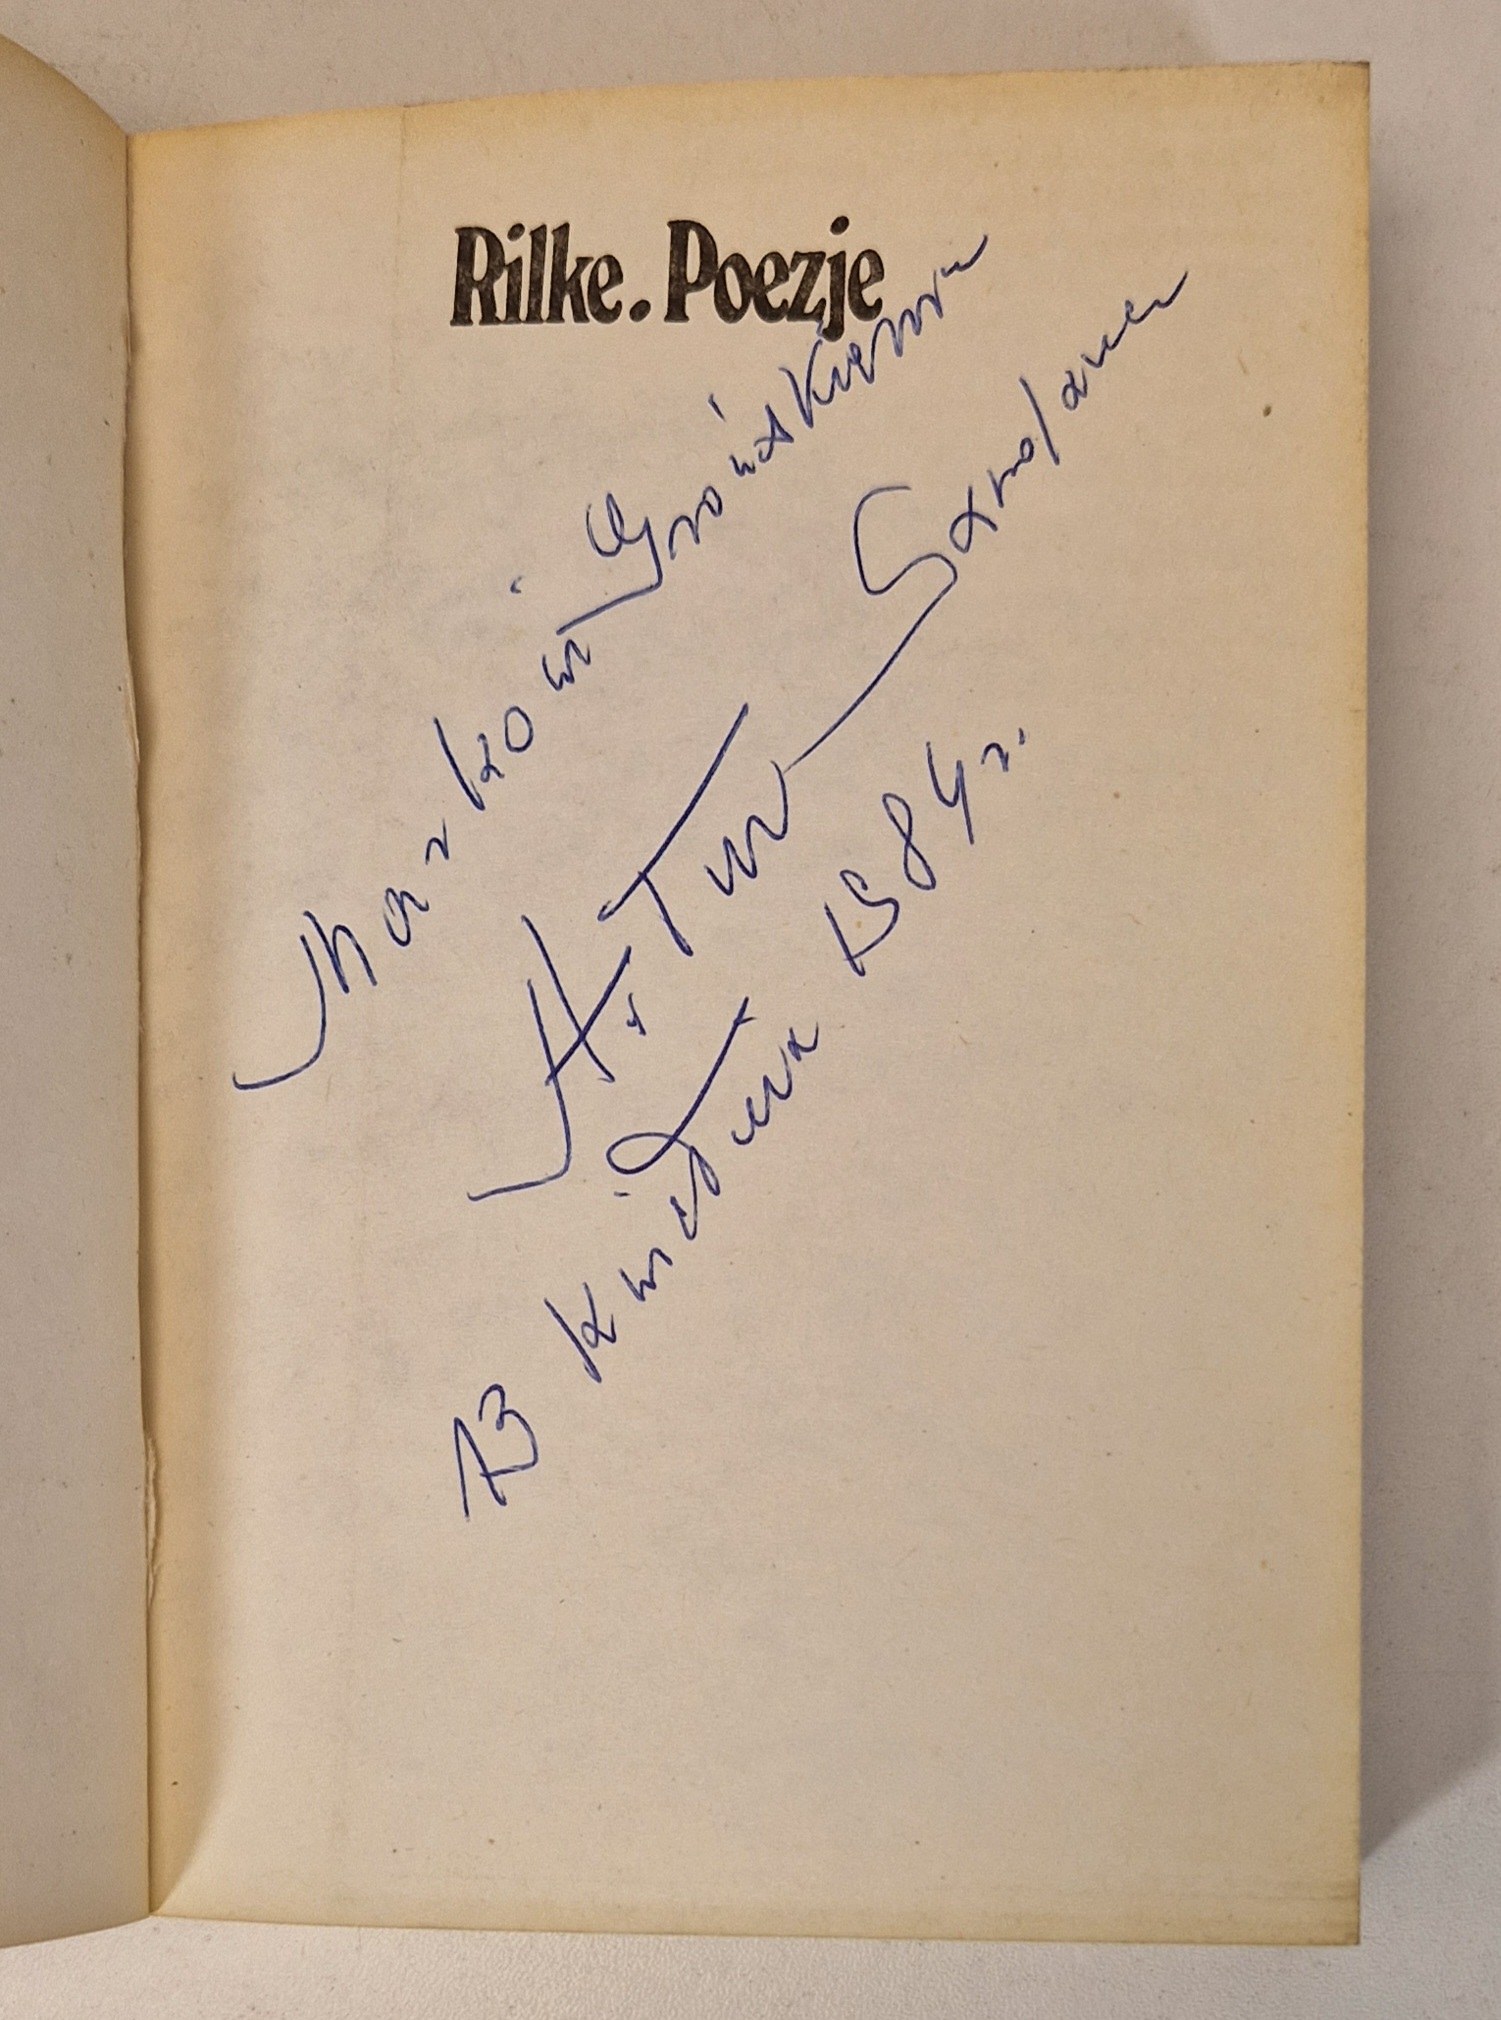 Rilke. Poezje
Markowi Grońskiemu
Artur Sandauer
13 kwietnia 1984 r.